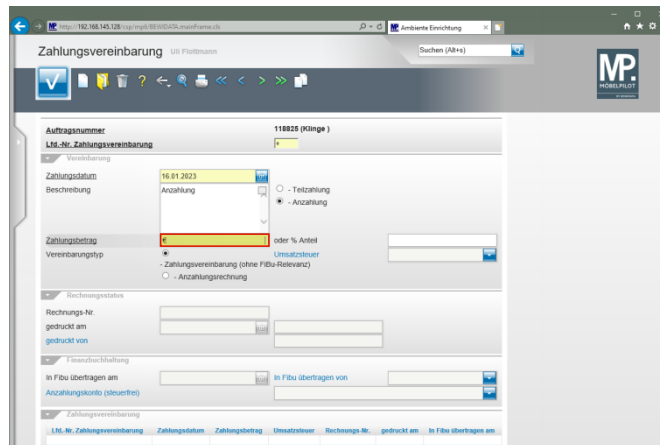 http://192.168.145.128/csp/mpli/BEWIDATA.mainFrame.cls
Ambiente Einrichtung
Zahlungsvereinbarung Uli Flottmann
Suchen (Alt+s)
MP.
MÖBELPILOT
Auftragsnummer 118825 (Klinge )
Lfd.-Nr. Zahlungsvereinbarung +
Vereinbarung
Zahlungsdatum 16.01.2023
Beschreibung Anzahlung - Teilzahlung
- Anzahlung
Zahlungsbetrag € oder % Anteil
Vereinbarungstyp Umsatzsteuer
- Zahlungsvereinbarung (ohne FiBu-Relevanz)
- Anzahlungsrechnung
Rechnungsstatus
Rechnungs-Nr.
gedruckt am
gedruckt von
Finanzbuchhaltung
In Fibu übertragen am In Fibu übertragen von
Anzahlungskonto (steuerfrei)
Zahlungsvereinbarung
Lfd.-Nr. Zahlungsvereinbarung Zahlungsdatum Zahlungsbetrag Umsatzsteuer Rechnungs-Nr. gedruckt am In Fibu übertragen am